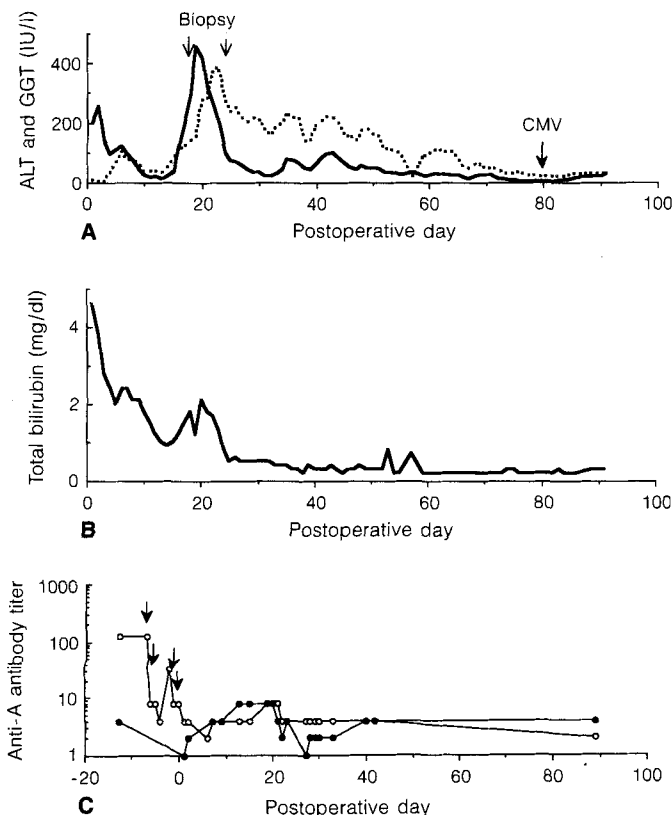 Biopsy
ALT and GGT (IU/l)
400
200
0
CMV
0 20 40 60 80 100
A
Postoperative day
Total bilirubin (mg/dl)
4
2
0
0 20 40 60 80 100
B
Postoperative day
Anti-A antibody titer
1000
100
10
1
-20 0 20 40 60 80 100
C
Postoperative day